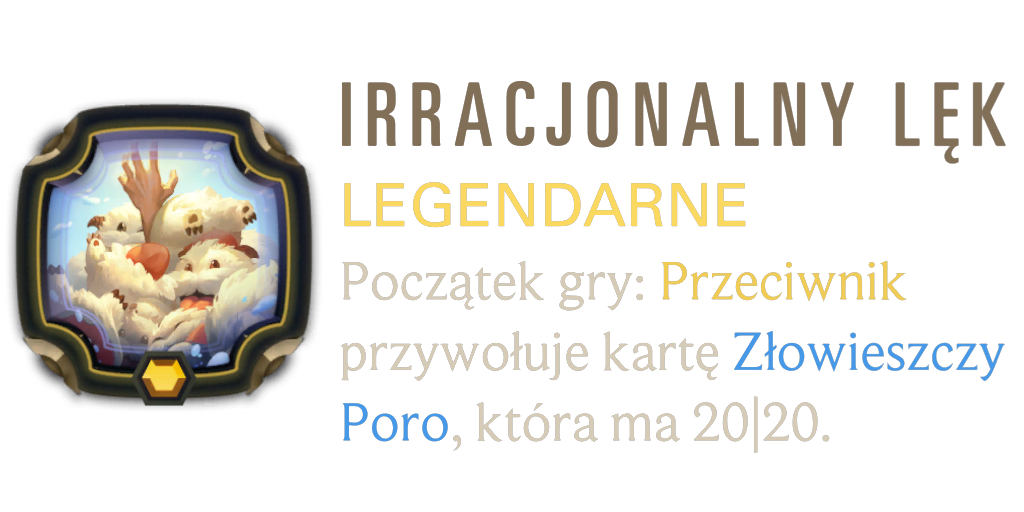 IRRACJONALNY LĘK
LEGENDARNE
Początek gry: Przeciwnik
przywołuje kartę Złowieszczy
Poro, która ma 20|20.